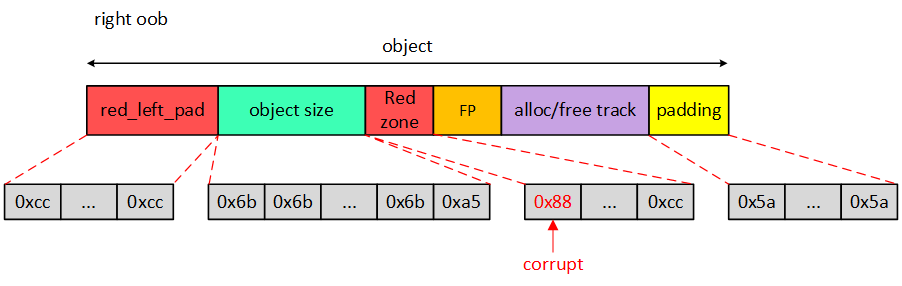 right oob
object
red_left_pad
object size
Red
zone
FP
alloc/free track
padding
0xcc ... 0xcc
0x6b 0x6b ... 0x6b 0xa5
0x88 ... 0xcc
0x5a ... 0x5a
corrupt